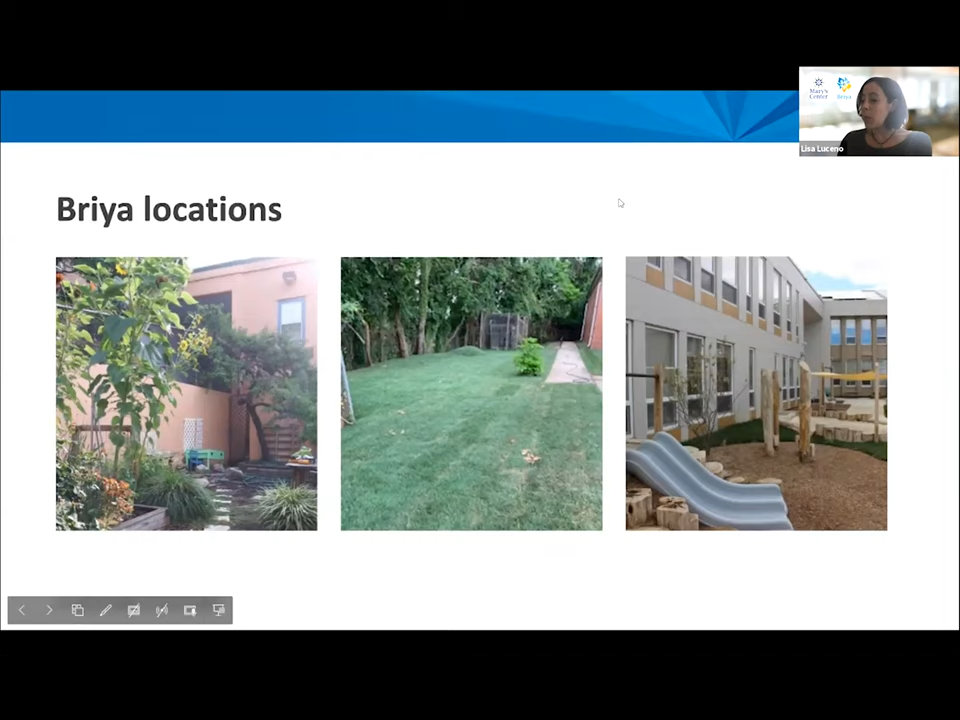 Mary's
Center
Briya
Lisa Luceno
Briya locations